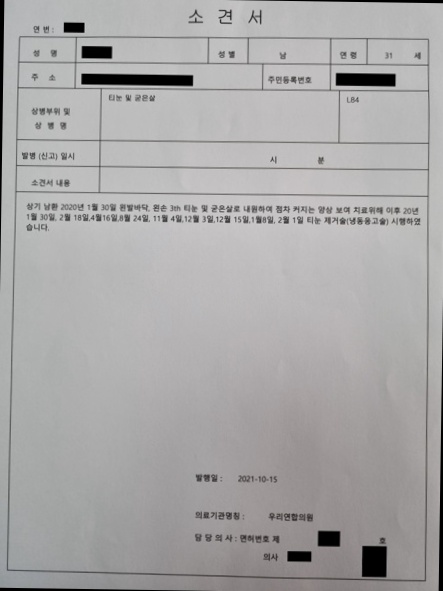 소 견 서
연 번 :
성 명 성 별 남 연 령 31 세
주 소 주민등록번호
상병부위 및 상 병 명 티눈 및 굳은살 L84
발병 (신고) 일시 시 분
소견서 내용
상기 남환 2020년 1월 30일 왼발바닥, 왼손 3th 티눈 및 굳은살로 내원하여 점차 커지는 양상 보여 치료위해 이후 20년
1월 30일, 2월 18일,4월16일,8월 24일, 11월 4일,12월 3일,12월 15일,1월8일, 2월 1일 티눈 제거술(냉동응고술) 시행하였
습니다.
발행일 : 2021-10-15
의료기관명칭 : 우리연합의원
담 당 의 사 : 면허번호 제 호
의사